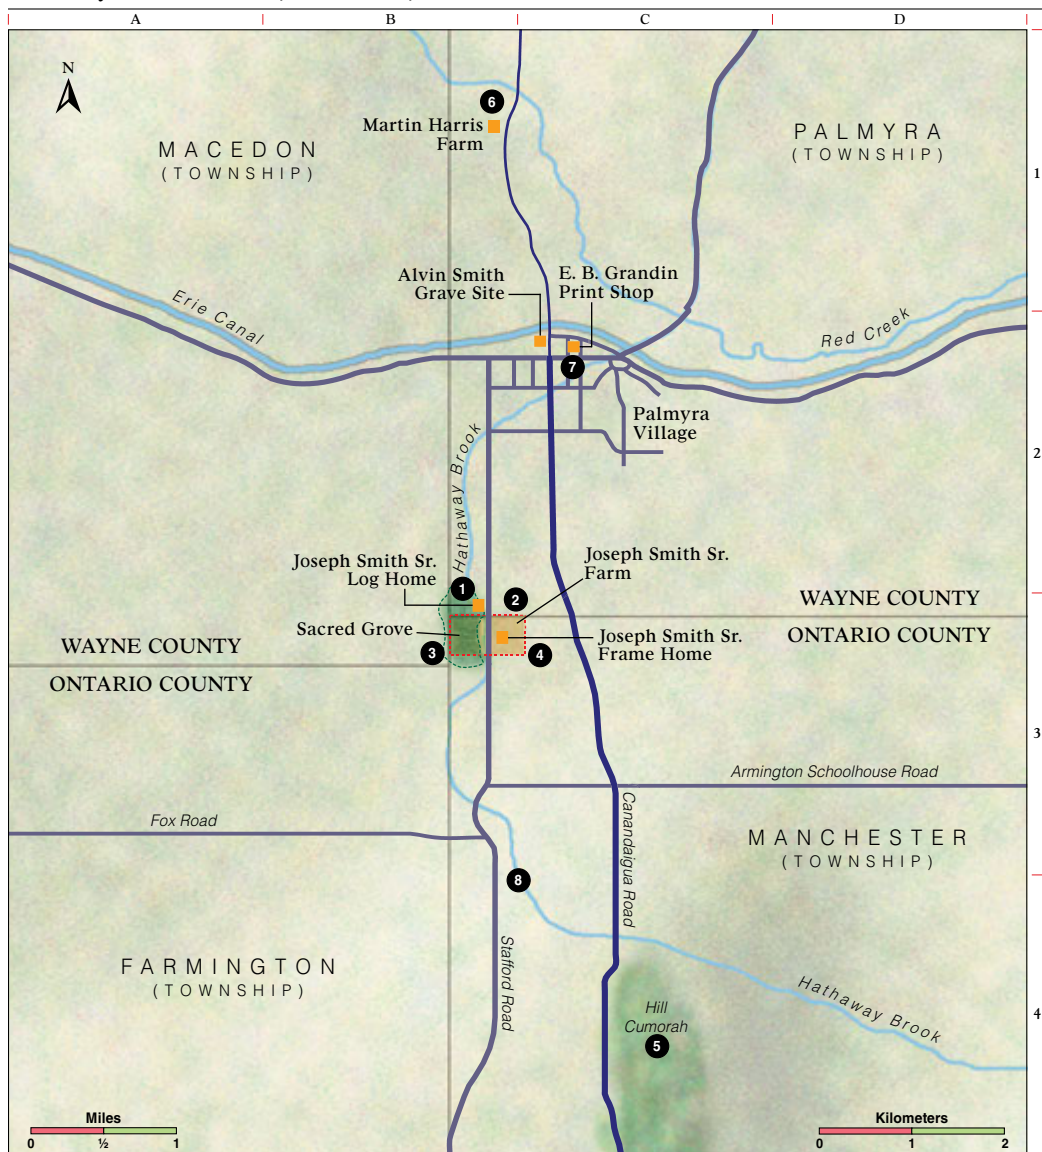 A B C D
N
6
Martin Harris
Farm
MACEDON
(TOWNSHIP)
PALMYRA
(TOWNSHIP)
1
Alvin Smith
Grave Site
E. B. Grandin
Print Shop
Erie Canal
Red Creek
7
Palmyra
Village
2
Hathaway Brook
Joseph Smith Sr.
Log Home
Joseph Smith Sr.
Farm
1
2
WAYNE COUNTY
ONTARIO COUNTY
Sacred Grove
Joseph Smith Sr.
Frame Home
3
4
WAYNE COUNTY
ONTARIO COUNTY
3
Armington Schoolhouse Road
Fox Road
Canandaigua Road
MANCHESTER
(TOWNSHIP)
8
FARMINGTON
(TOWNSHIP)
Stafford Road
Hathaway Brook
Hill
Cumorah
5
4
Miles
0 ½ 1
Kilometers
0 1 2